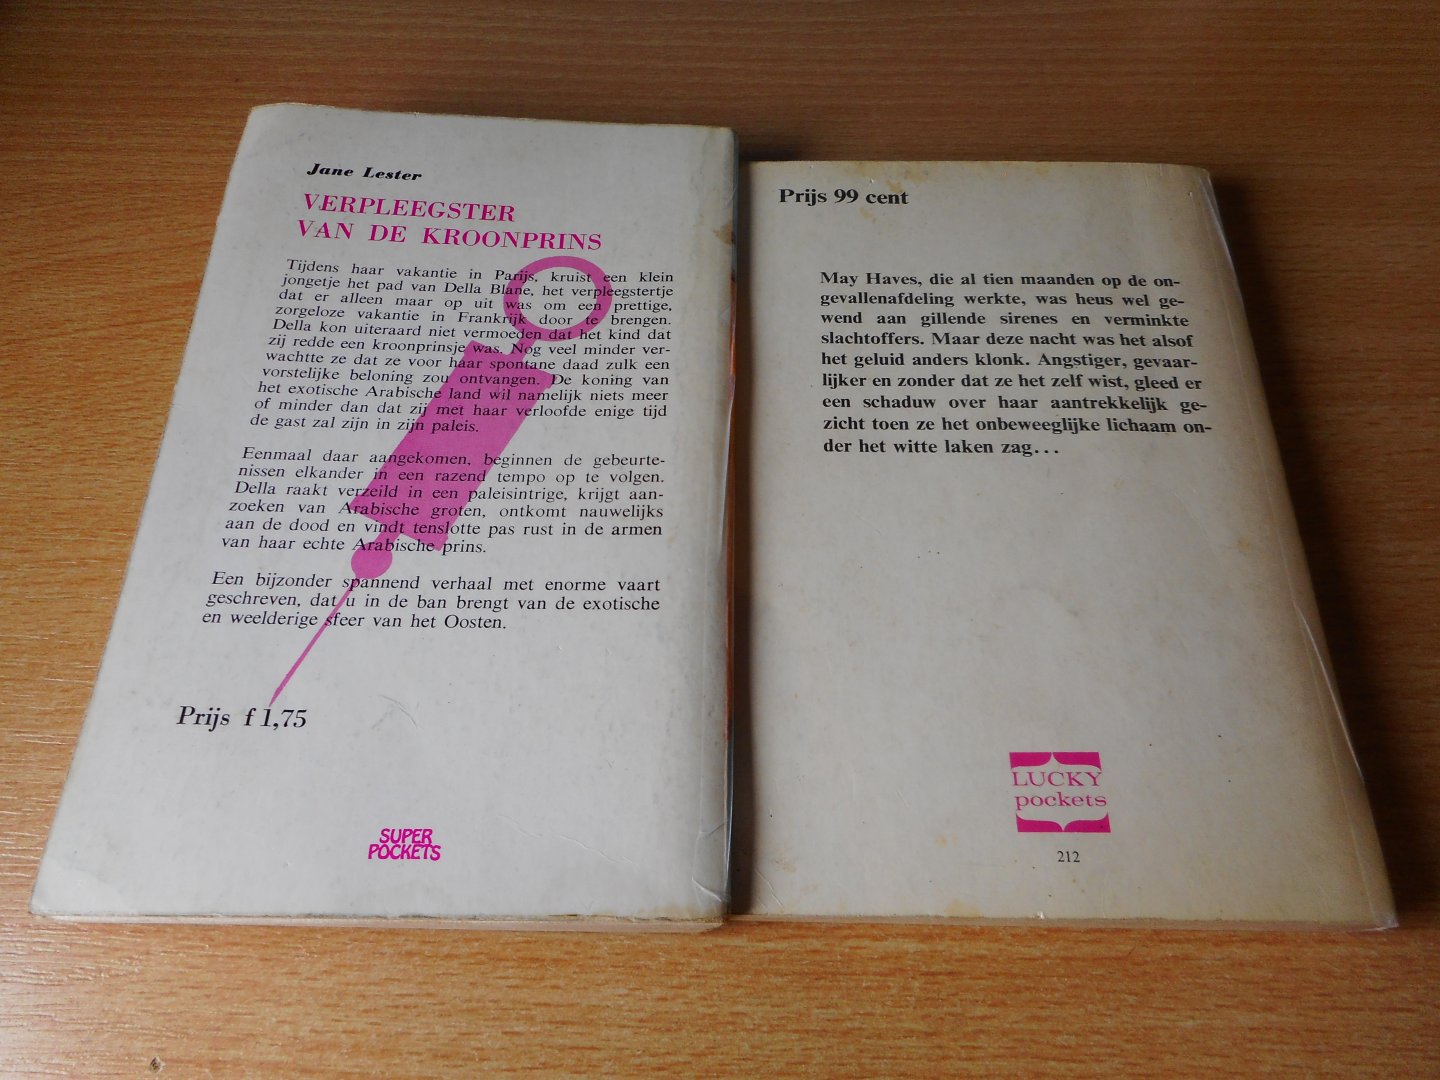 Jane Lester
VERPLEEGSTER
VAN DE KROONPRINS
Tijdens haar vakantie in Parijs, kruist een klein
jongetje het pad van Della Blane, het verpleegstertje
dat er alleen maar op uit was om een prettige,
zorgeloze vakantie in Frankrijk door te brengen.
Della kon uiteraard niet vermoeden dat het kind dat
zij redde een kroonprinsje was. Nog veel minder ver-
wachtte ze dat ze voor haar spontane daad zulk een
vorstelijke beloning zou ontvangen. De koning van
het exotische Arabische land wil namelijk niets meer
of minder dan dat zij met haar verloofde enige tijd
de gast zal zijn in zijn paleis.
Eenmaal daar aangekomen, beginnen de gebeurte-
nissen elkander in een razend tempo op te volgen.
Della raakt verzeild in een paleisintrige, krijgt aan-
zoeken van Arabische groten, ontkomt nauwelijks
aan de dood en vindt tenslotte pas rust in de armen
van haar echte Arabische prins.
Een bijzonder spannend verhaal met enorme vaart
geschreven, dat u in de ban brengt van de exotische
en weelderige sfeer van het Oosten.
Prijs f 1,75
SUPER
POCKETS
Prijs 99 cent
May Haves, die al tien maanden op de on-
gevallenafdeling werkte, was heus wel ge-
wend aan gillende sirenes en verminkte
slachtoffers. Maar deze nacht was het alsof
het geluid anders klonk. Angstiger, gevaar-
lijker en zonder dat ze het zelf wist, gleed er
een schaduw over haar aantrekkelijk ge-
zicht toen ze het onbeweeglijke lichaam on-
der het witte laken zag...
LUCKY
pockets
212